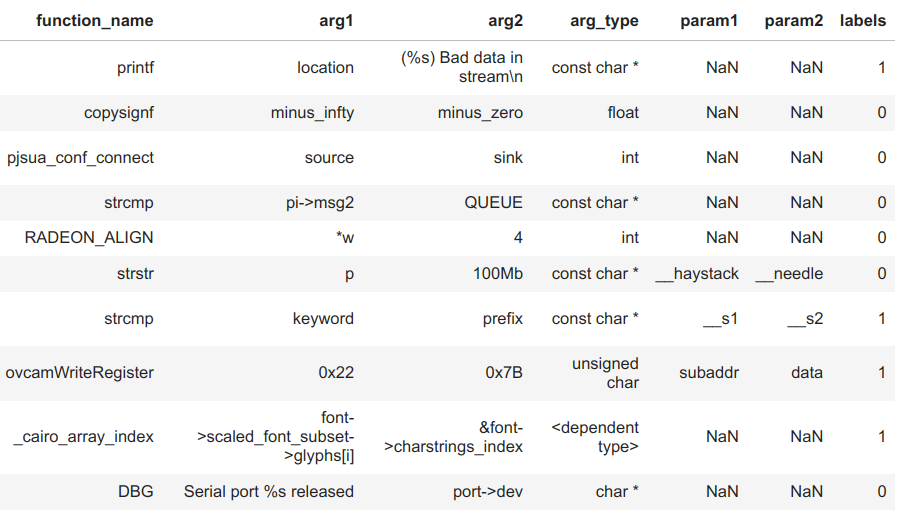 function_name arg1 arg2 arg_type param1 param2 labels
printf location (%s) Bad data in stream\n const char * NaN NaN 1
copysignf minus_infty minus_zero float NaN NaN 0
pjsua_conf_connect source sink int NaN NaN 0
strcmp pi->msg2 QUEUE const char * NaN NaN 0
RADEON_ALIGN *w 4 int NaN NaN 0
strstr p 100Mb const char * __haystack __needle 0
strcmp keyword prefix const char * __s1 __s2 1
ovcamWriteRegister 0x22 0x7B unsigned char subaddr data 1
_cairo_array_index font->scaled_font_subset->glyphs[i] &font->charstrings_index <dependent type> NaN NaN 1
DBG Serial port %s released port->dev char * NaN NaN 0